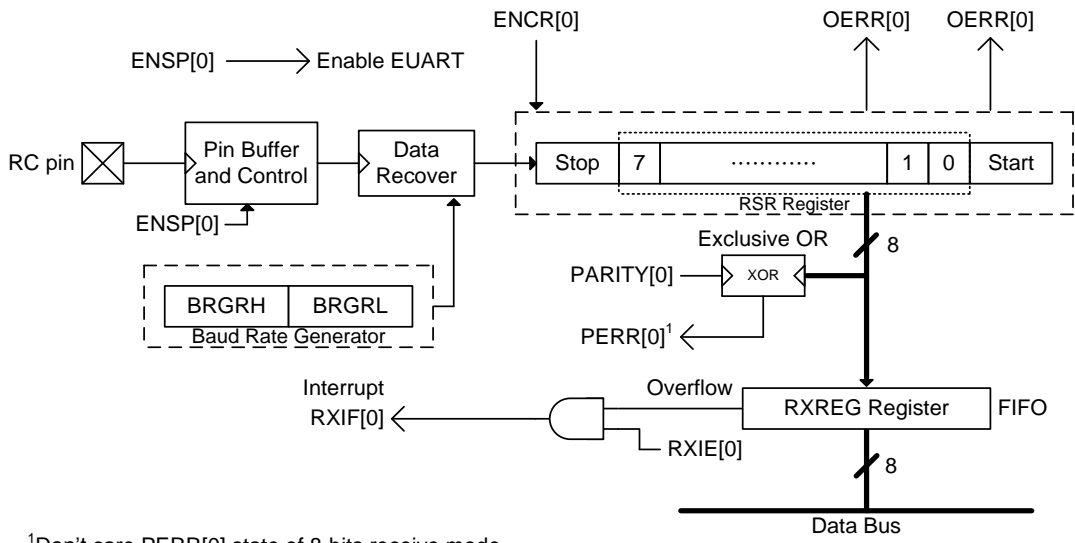 ENCR[0]
OERR[0]
OERR[0]
ENSP[0]
Enable EUART
RC pin
Pin Buffer
and Control
Data
Recover
Stop
7
............
1
0
Start
RSR Register
ENSP[0]
8
Exclusive OR
PARITY[0]
XOR
BRGRH
BRGRL
Baud Rate Generator
PERR[0]1
Interrupt
RXIF[0]
Overflow
RXREG Register
FIFO
RXIE[0]
8
Data Bus
1Don't care PERR[0] state of 8 bits receive mode